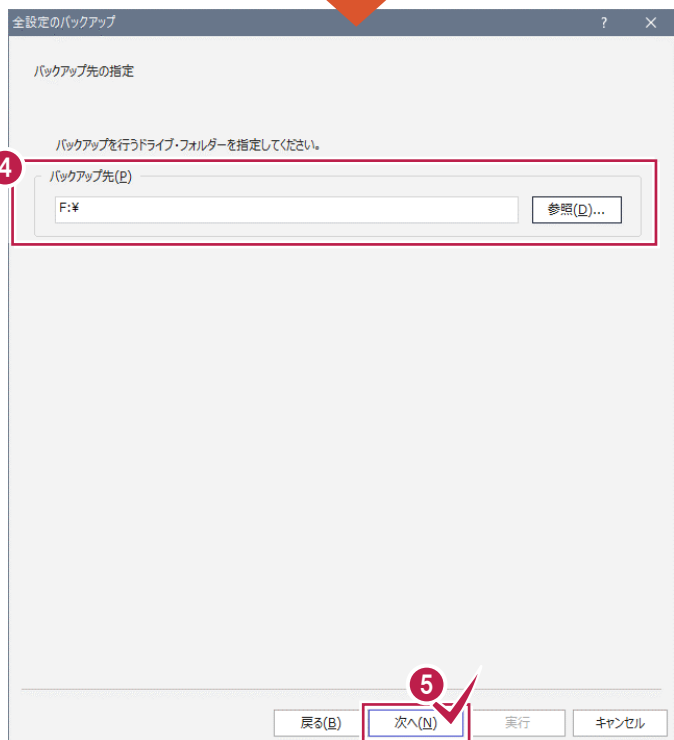 全設定のバックアップ ? ×
バックアップ先の指定
バックアップを行うドライブ・フォルダーを指定してください。
4
バックアップ先(P)
F:¥ 参照(D)...
5
戻る(B) 次へ(N) 実行 キャンセル